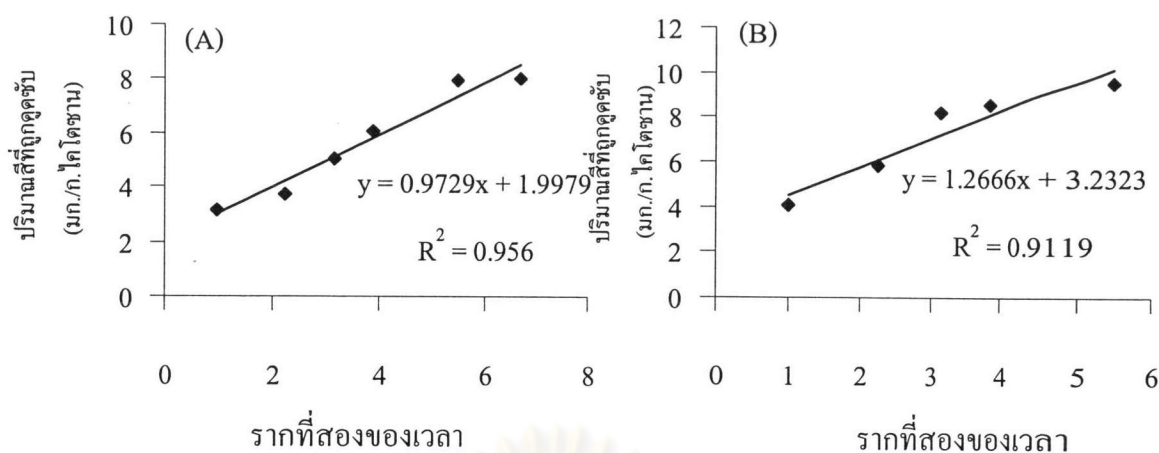 (A)
ปริมาณสีที่ถูกดูดซับ
(มก./ก.ไคโตซาน)
10
8
6
4
2
0
y = 0.9729x + 1.9979
R² = 0.956
0 2 4 6 8
รากที่สองของเวลา
(B)
ปริมาณสีที่ถูกดูดซับ
(มก./ก.ไคโตซาน)
12
10
8
6
4
2
0
y = 1.2666x + 3.2323
R² = 0.9119
0 1 2 3 4 5 6
รากที่สองของเวลา